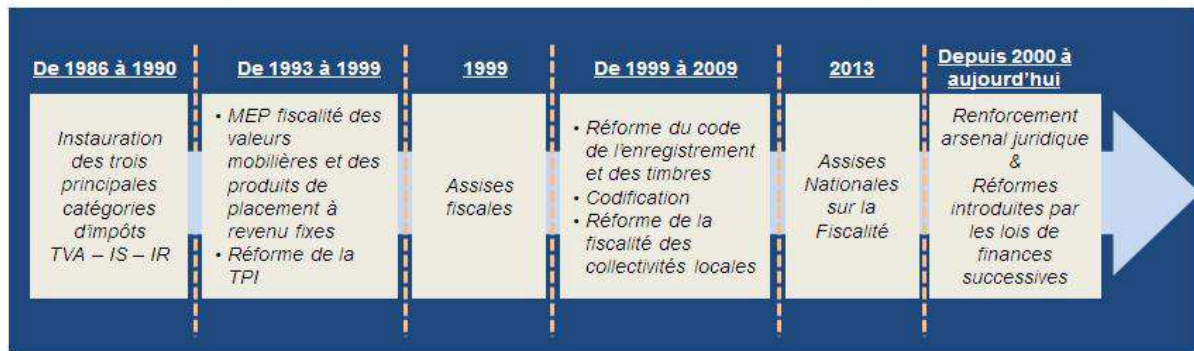 De 1986 à 1990
Instauration
des trois
principales
catégories
d'impôts
TVA – IS – IR
De 1993 à 1999
• MEP fiscalité des
valeurs
mobilières et des
produits de
placement à
revenu fixes
• Réforme de la
TPI
1999
Assises
fiscales
De 1999 à 2009
• Réforme du code
de l'enregistrement
et des timbres
• Codification
• Réforme de la
fiscalité des
collectivités locales
2013
Assises
Nationales
sur la
Fiscalité
Depuis 2000 à
aujourd'hui
Renforcement
arsenal juridique
&
Réformes
introduites par
les lois de
finances
successives